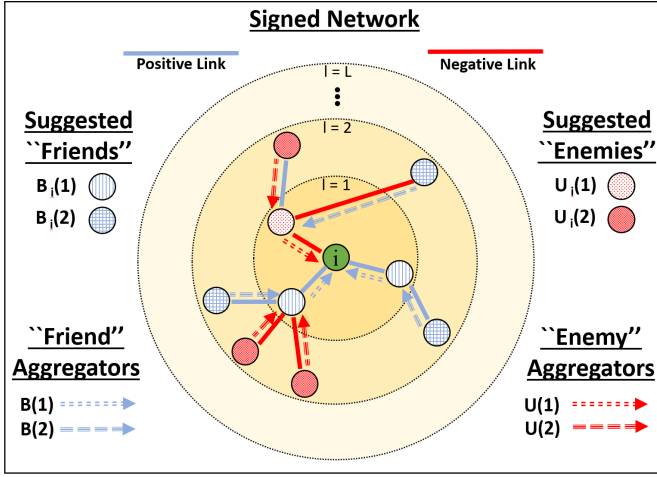 Signed Network
Positive Link
Negative Link
l = L
l = 2
l = 1
i
Suggested
``Friends''
B i(1)
B i(2)
Suggested
``Enemies''
U i(1)
U i(2)
``Friend''
Aggregators
B(1)
B(2)
``Enemy''
Aggregators
U(1)
U(2)